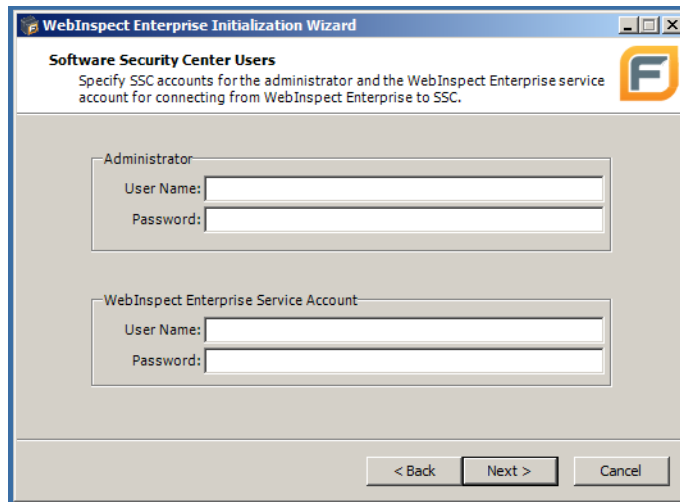 WebInspect Enterprise Initialization Wizard
Software Security Center Users
Specify SSC accounts for the administrator and the WebInspect Enterprise service
account for connecting from WebInspect Enterprise to SSC.
Administrator
User Name:
Password:
WebInspect Enterprise Service Account
User Name:
Password:
< Back Next > Cancel